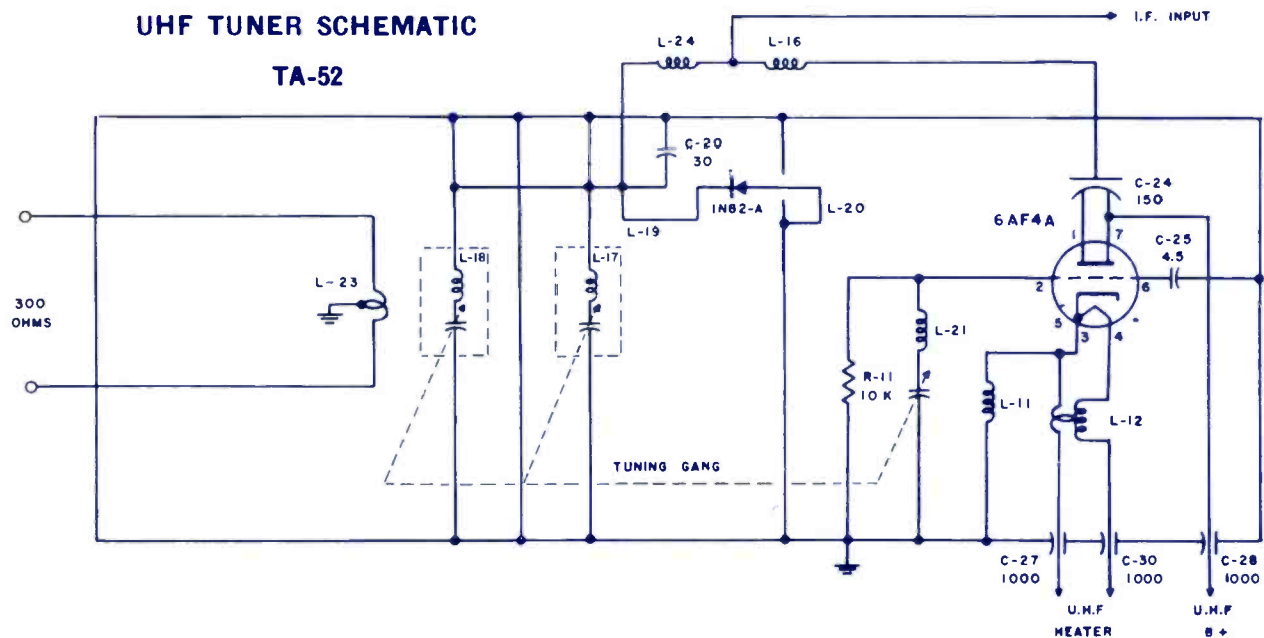 UHF TUNER SCHEMATIC
TA-52
I.F. INPUT
L-24
L-16
C-20
30
1N82-A
L-20
L-19
C-24
150
6AF4A
1
7
C-25
4.5
2
6
5
3
4
L-18
L-17
L-23
300
OHMS
L-21
R-11
10K
L-11
L-12
TUNING GANG
C-27
1000
C-30
1000
C-28
1000
U.H.F
HEATER
U.H.F
B+